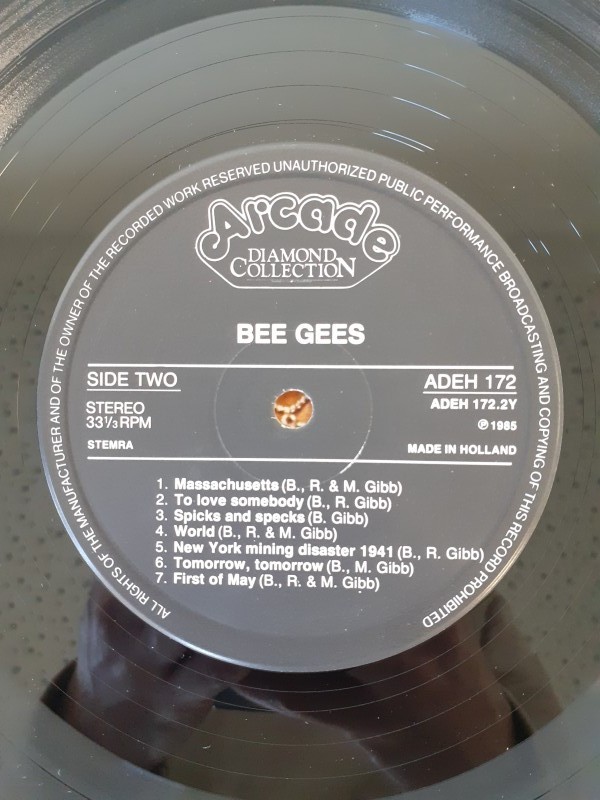 ALL RIGHTS OF THE MANUFACTURER AND OF THE OWNER OF THE RECORDED WORK RESERVED UNAUTHORIZED PUBLIC PERFORMANCE BROADCASTING AND COPYING OF THIS RECORD PROHIBITED
Arcade
DIAMOND
COLLECTION
BEE GEES
SIDE TWO
ADEH 172
STEREO
ADEH 172.2Y
33⅓ RPM
℗ 1985
STEMRA
MADE IN HOLLAND
1. Massachusetts (B., R. & M. Gibb)
2. To love somebody (B., R. Gibb)
3. Spicks and specks (B. Gibb)
4. World (B., R. & M. Gibb)
5. New York mining disaster 1941 (B., R. Gibb)
6. Tomorrow, tomorrow (B., M. Gibb)
7. First of May (B., R. & M. Gibb)